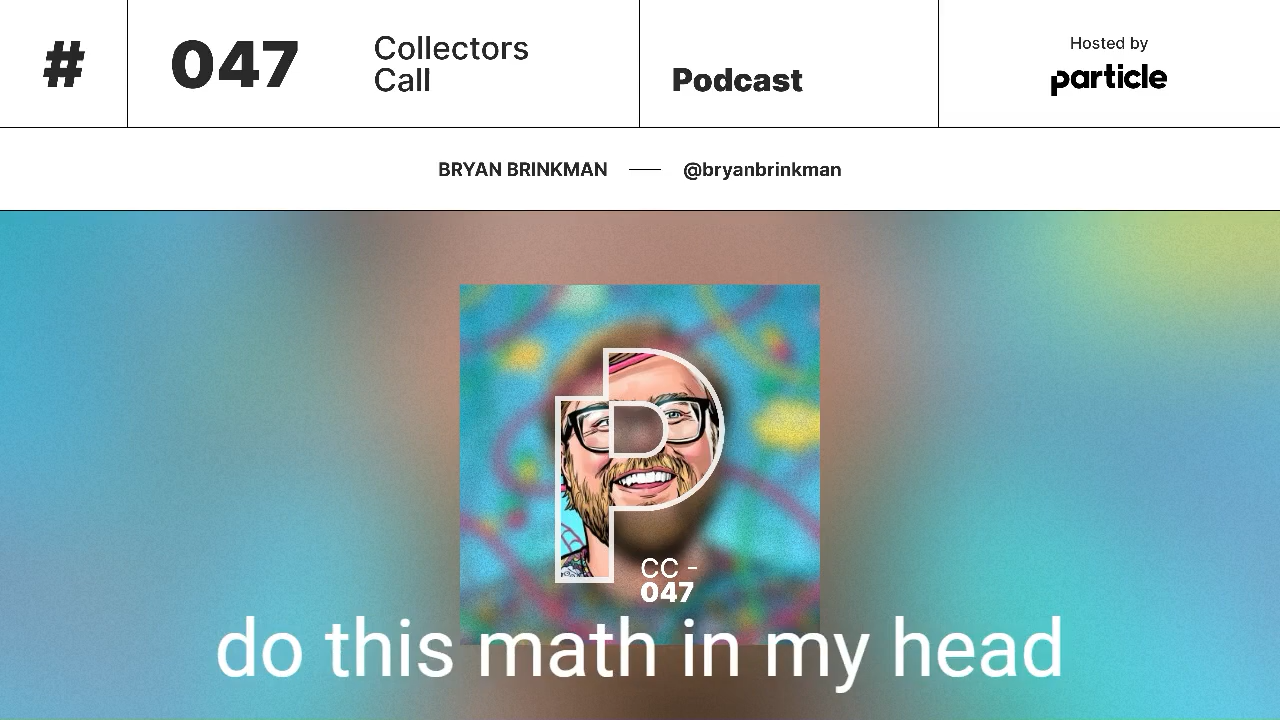 #
047
Collectors
Call
Podcast
Hosted by
particle
BRYAN BRINKMAN — @bryanbrinkman
CC -
047
do this math in my head